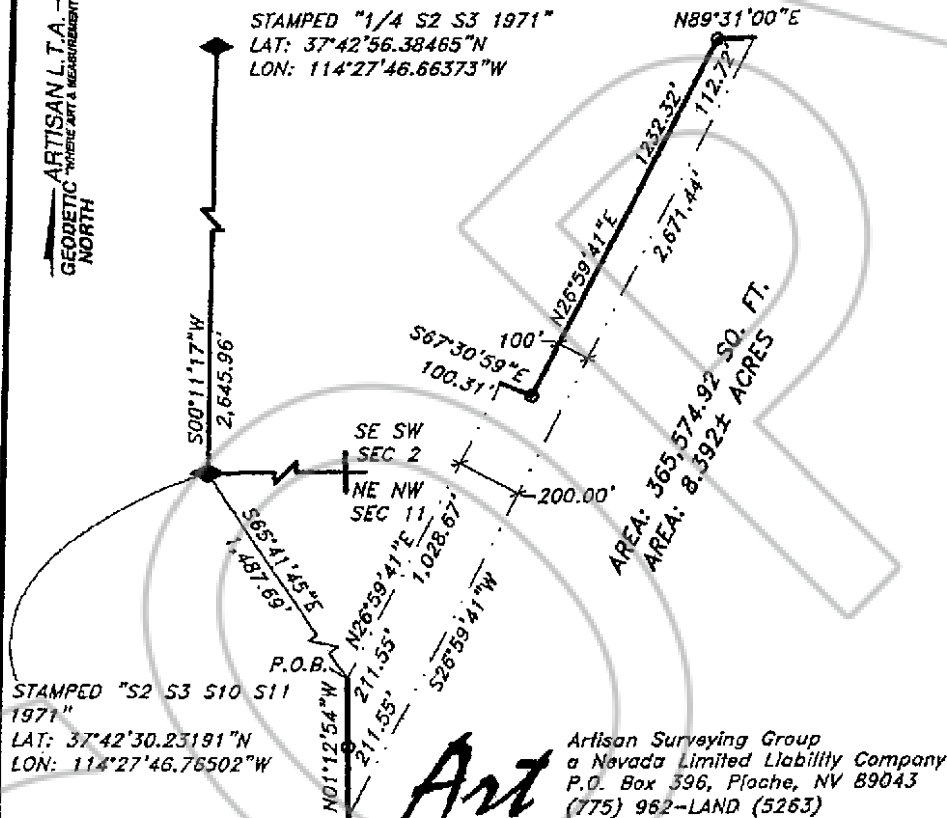 ARTISAN L.T.A.
GEODETIC "WHERE ART & MEASUREMENT
NORTH
STAMPED "1/4 S2 S3 1971"
LAT: 37°42'56.38465"N
LON: 114°27'46.66373"W
N89°31'00"E
1232.32'
112.72'
N26°59'41"E
2,671.44'
S67°30'59"E
100.31'
100'
S00°11'17"W
2,645.96'
SE SW
SEC 2
NE NW
SEC 11
200.00'
AREA: 365,574.92 SQ. FT.
AREA: 8.392± ACRES
S65°41'45"E
1,487.69'
N26°59'41"E
1,028.67'
P.O.B.
211.55'
S26°59'41"W
211.55'
N01°12'54"W
STAMPED "S2 S3 S10 S11
1971"
LAT: 37°42'30.23191"N
LON: 114°27'46.76502"W
Art
Artisan Surveying Group
a Nevada Limited Liability Company
P.O. Box 396, Pioche, NV 89043
(775) 962-LAND (5263)